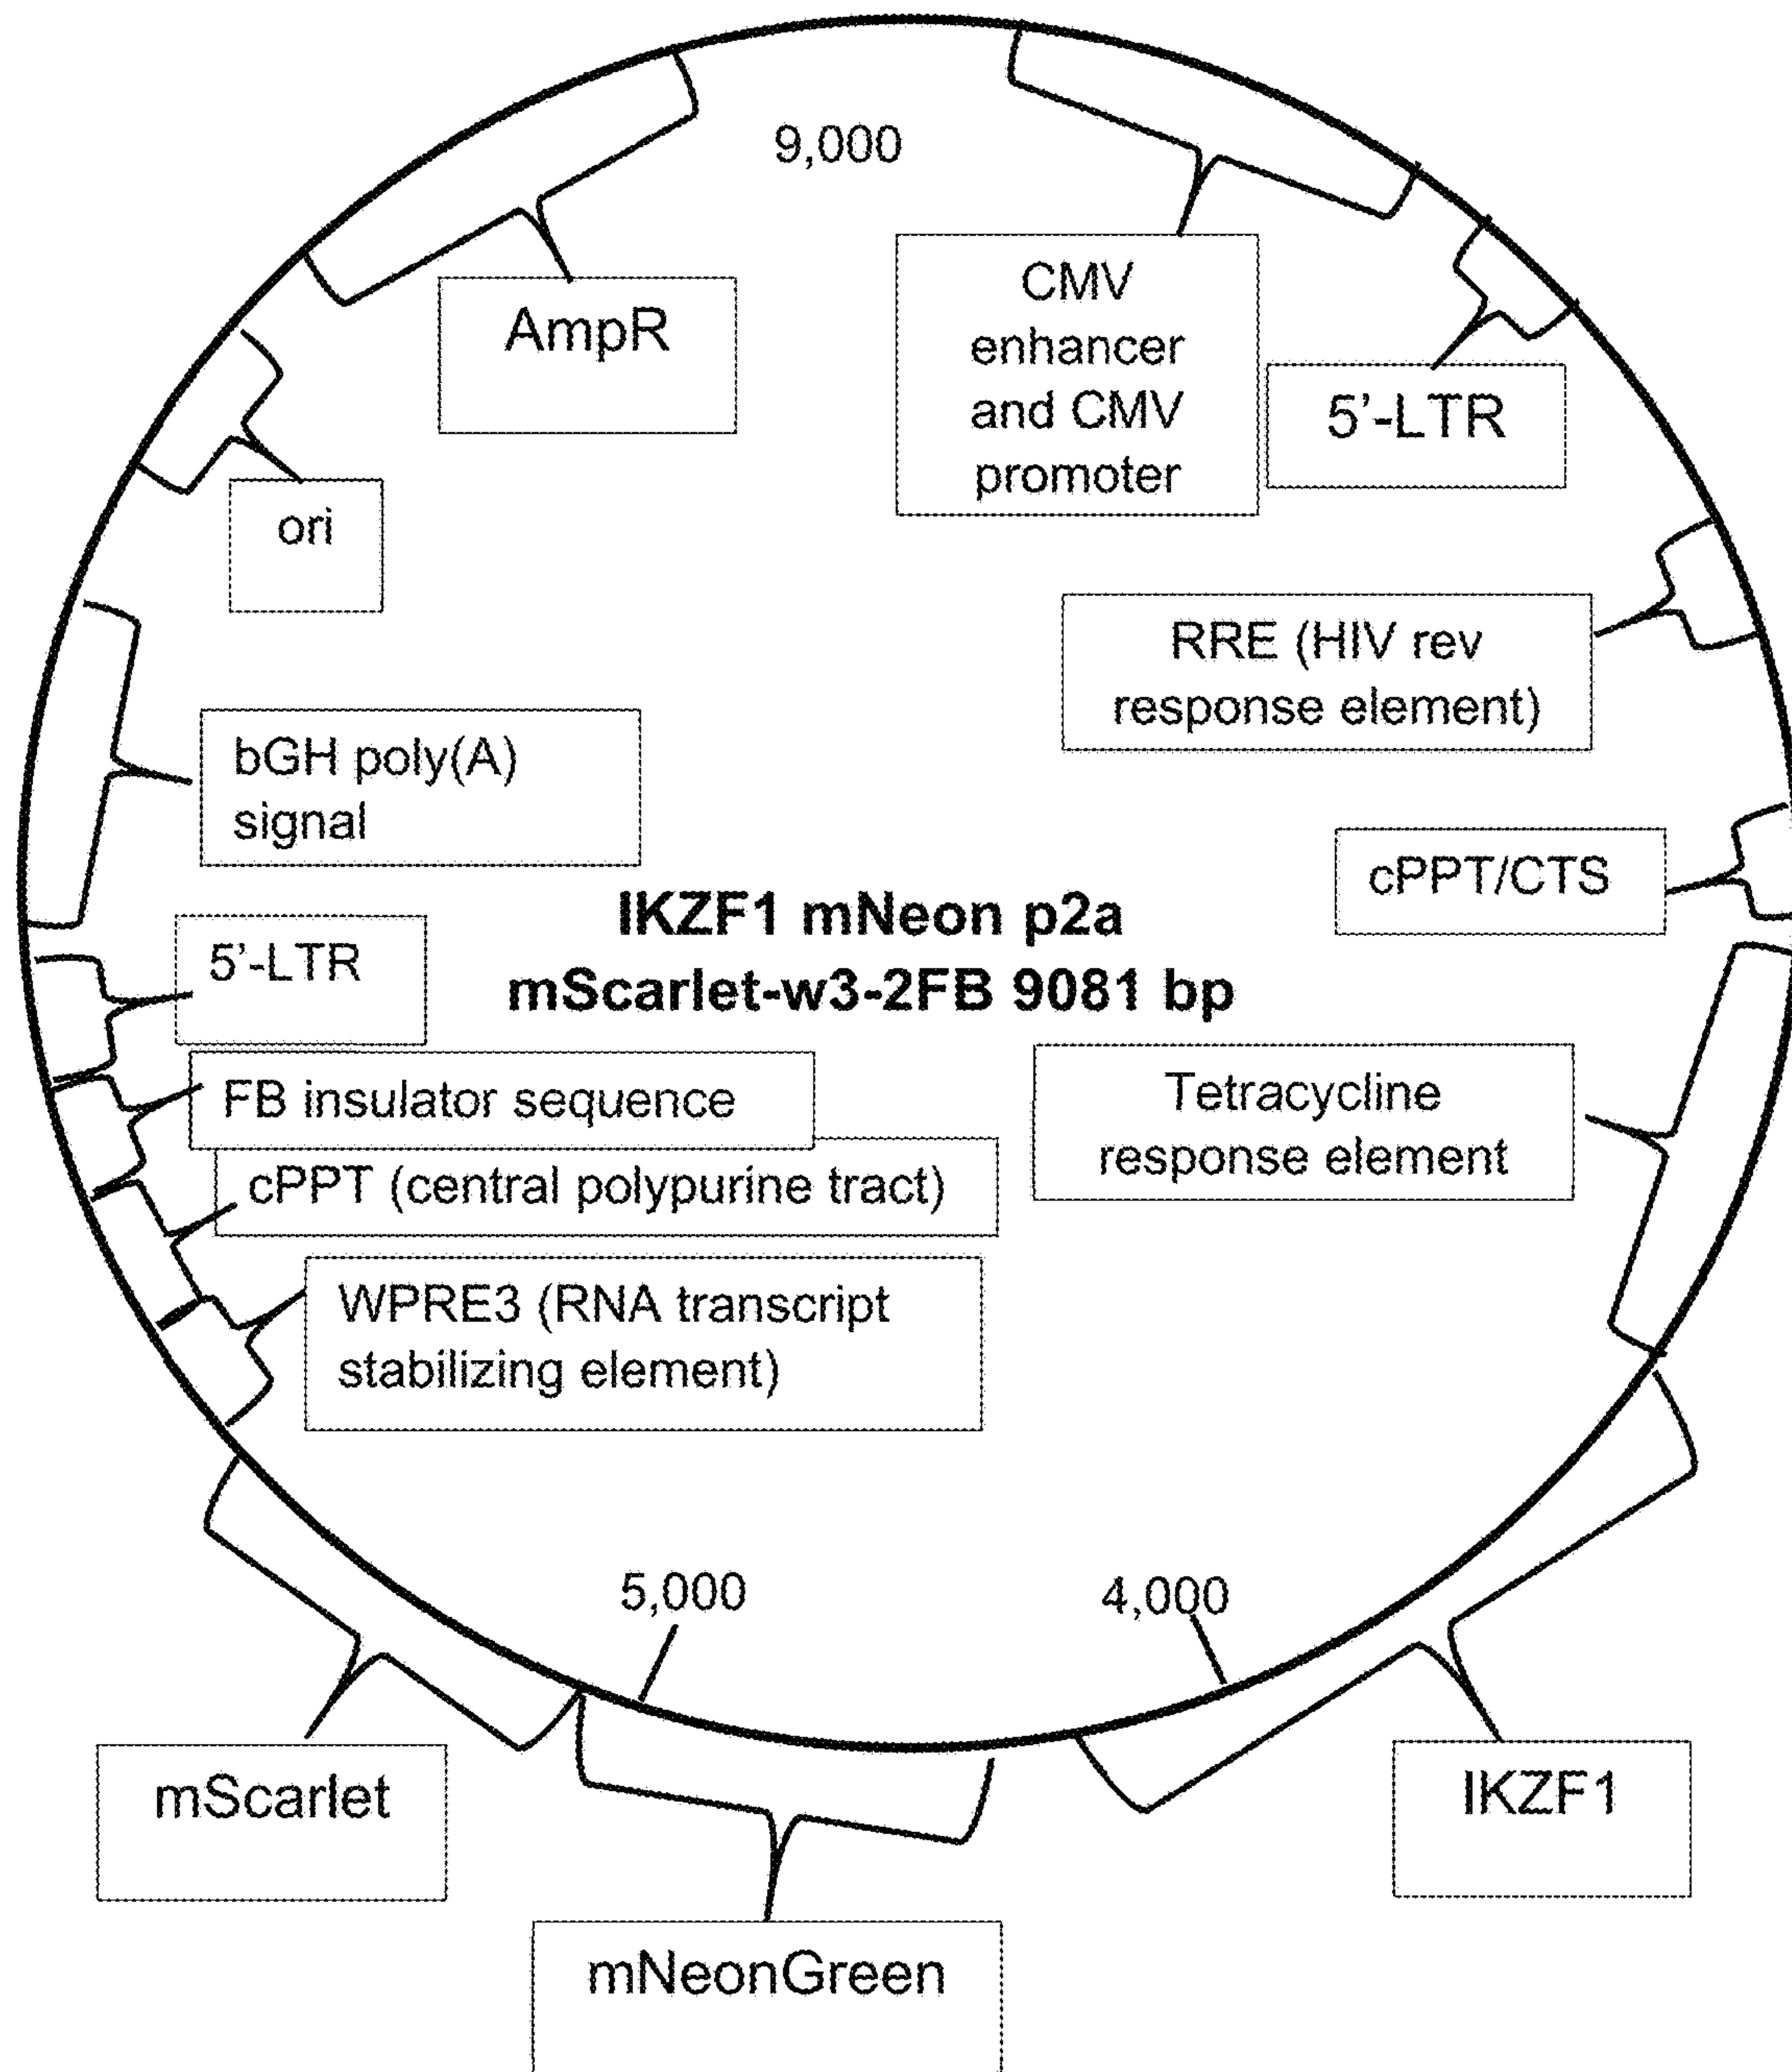 9,000
AmpR
CMV
enhancer
and CMV
promoter
5'-LTR
ori
RRE (HIV rev
response element)
bGH poly(A)
signal
cPPT/CTS
IKZF1 mNeon p2a
mScarlet-w3-2FB 9081 bp
5'-LTR
FB insulator sequence
Tetracycline
response element
cPPT (central polypurine tract)
WPRE3 (RNA transcript
stabilizing element)
5,000
4,000
mScarlet
IKZF1
mNeonGreen